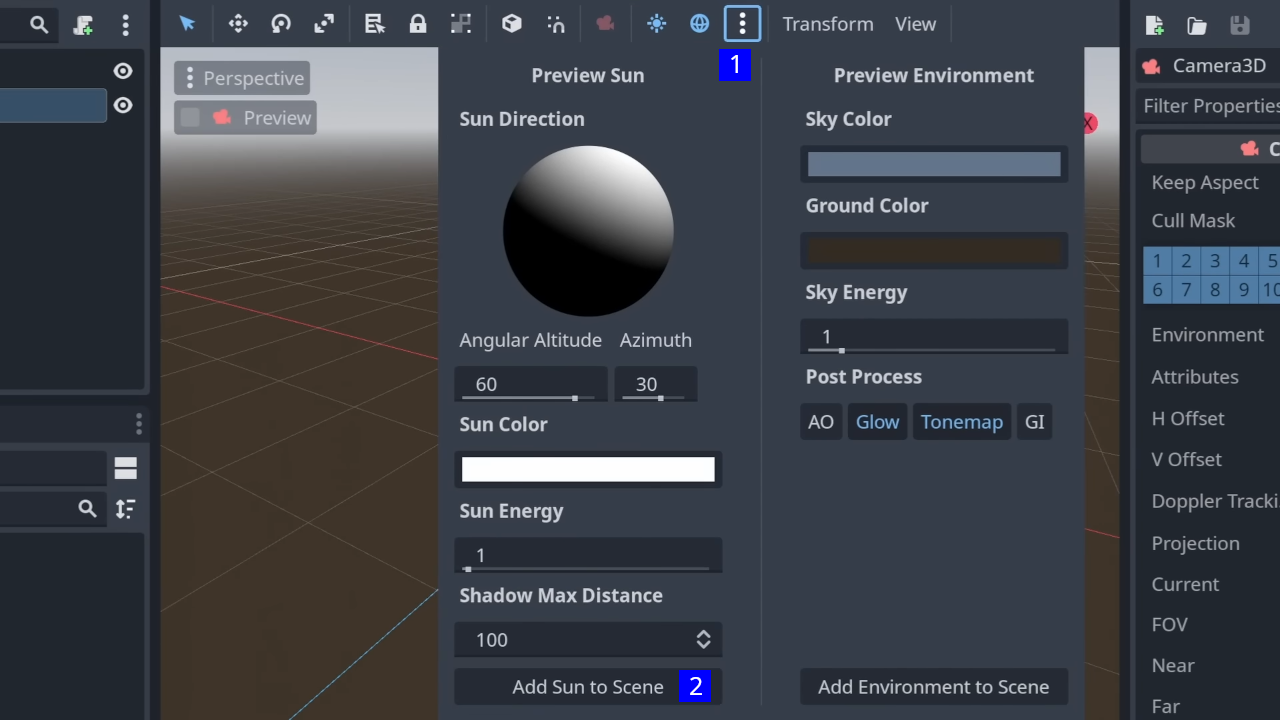 Transform View
1
Perspective
Preview
Preview Sun
Sun Direction
Angular Altitude Azimuth
60 30
Sun Color
Sun Energy
1
Shadow Max Distance
100
Add Sun to Scene 2
Preview Environment
Sky Color
Ground Color
Sky Energy
1
Post Process
AO Glow Tonemap GI
Add Environment to Scene
X
Camera3D
Filter Properties
C
Keep Aspect
Cull Mask
1 2 3 4 5
6 7 8 9 10
Environment
Attributes
H Offset
V Offset
Doppler Tracki
Projection
Current
FOV
Near
Far